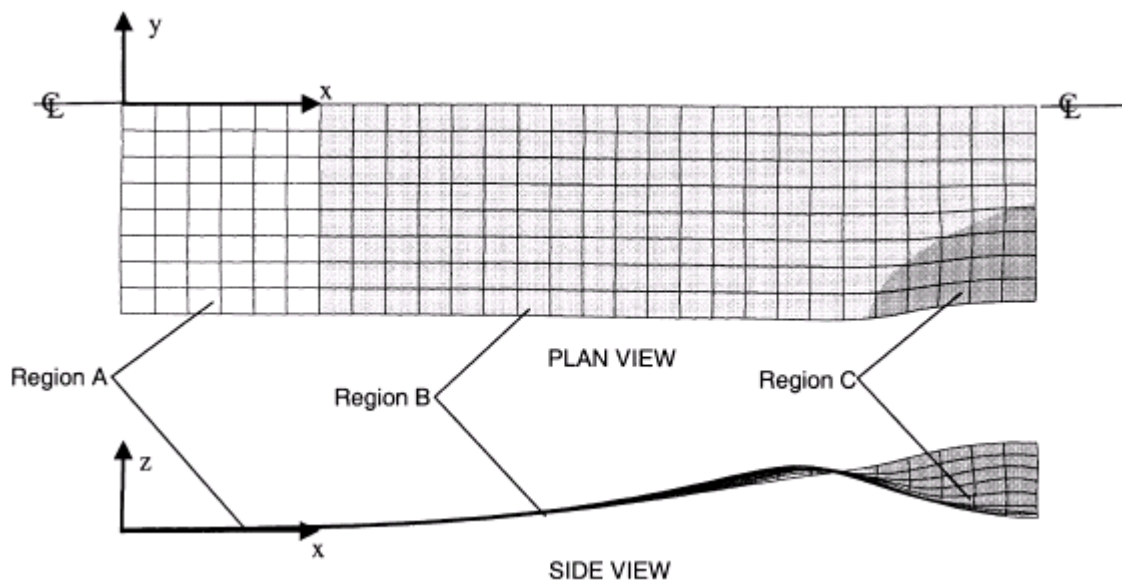 y
℄ x ℄
PLAN VIEW
Region A
Region B
Region C
z
x
SIDE VIEW